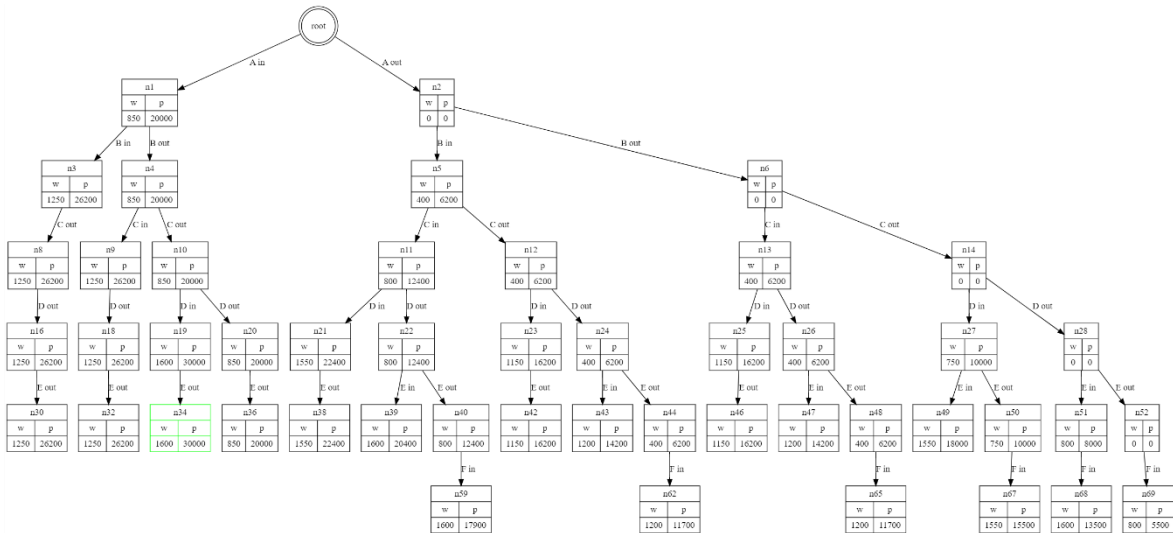 root
A in A out
n1 n2
w p w p
850 20000 0 0
B in B out B in B out
n3 n4 n5 n6
w p w p w p w p
1250 26200 850 20000 400 6200 0 0
C out C in C out C in C out C in C out
n8 n9 n10 n11 n12 n13 n14
w p w p w p w p w p w p w p
1250 26200 1250 26200 850 20000 800 12400 400 6200 400 6200 0 0
D out D out D in D out D in D out D in D out D in D out D in D out
n16 n18 n19 n20 n21 n22 n23 n24 n25 n26 n27 n28
w p w p w p w p w p w p w p w p w p w p w p w p
1250 26200 1250 26200 1600 30000 850 20000 1550 22400 800 12400 1150 16200 400 6200 1150 16200 400 6200 750 10000 0 0
E out E out E out E out E out E in E out E out E in E out E out E in E out E in E out E in E out
n30 n32 n34 n36 n38 n39 n40 n42 n43 n44 n46 n47 n48 n49 n50 n51 n52
w p w p w p w p w p w p w p w p w p w p w p w p w p w p w p w p w p
1250 26200 1250 26200 1600 30000 850 20000 1550 22400 1600 20400 800 12400 1150 16200 1200 14200 400 6200 1150 16200 1200 14200 400 6200 1550 18000 750 10000 800 8000 0 0
F in F in F in F in F in F in
n59 n62 n65 n67 n68 n69
w p w p w p w p w p w p
1600 17900 1200 11700 1200 11700 1550 15500 1600 13500 800 5500